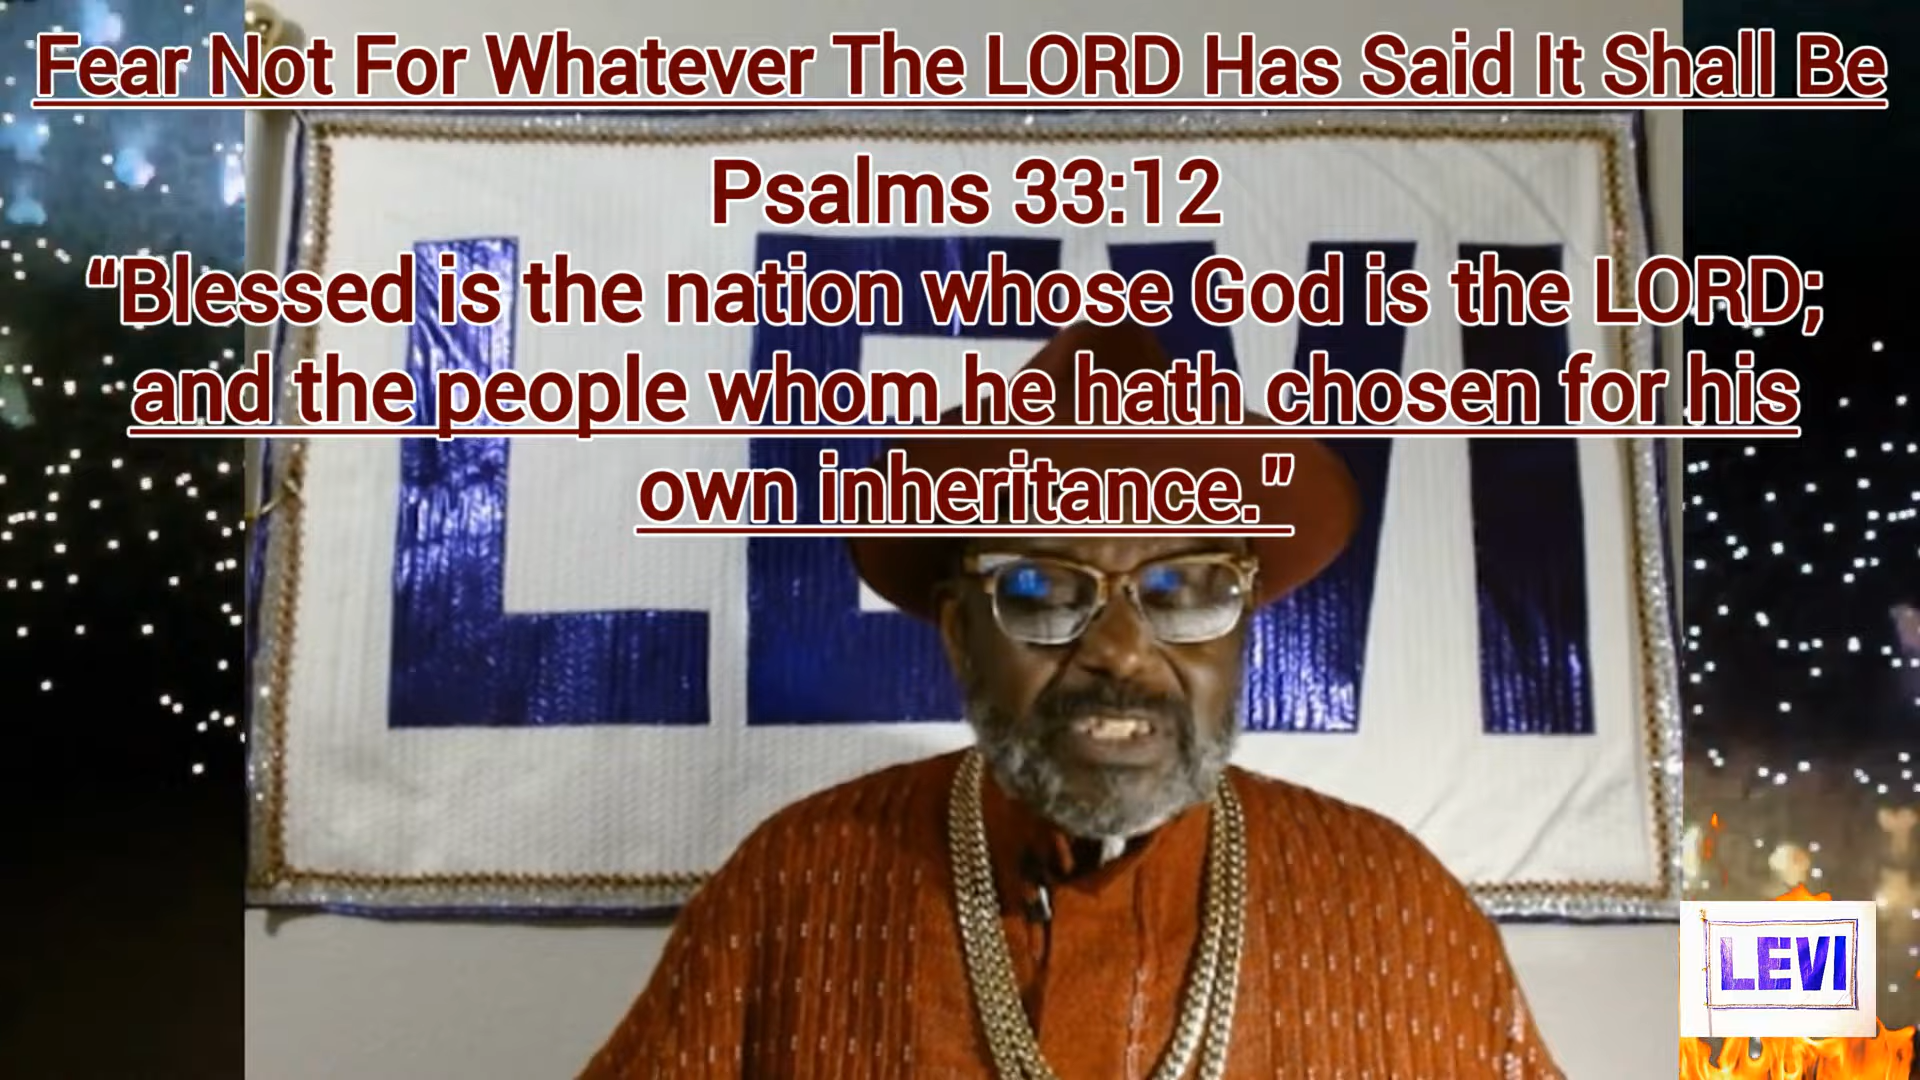 Fear Not For Whatever The LORD Has Said It Shall Be
Psalms 33:12
“Blessed is the nation whose God is the LORD;
and the people whom he hath chosen for his
own inheritance.”
LEVI
LEVI